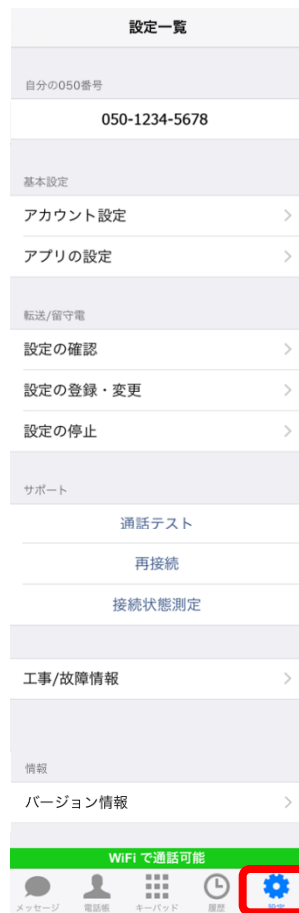 設定一覧
自分の050番号
050-1234-5678
基本設定
アカウント設定
アプリの設定
転送/留守電
設定の確認
設定の登録・変更
設定の停止
サポート
通話テスト
再接続
接続状態測定
工事/故障情報
情報
バージョン情報
WiFi で通話可能
メッセージ 電話帳 キーパッド 履歴 設定